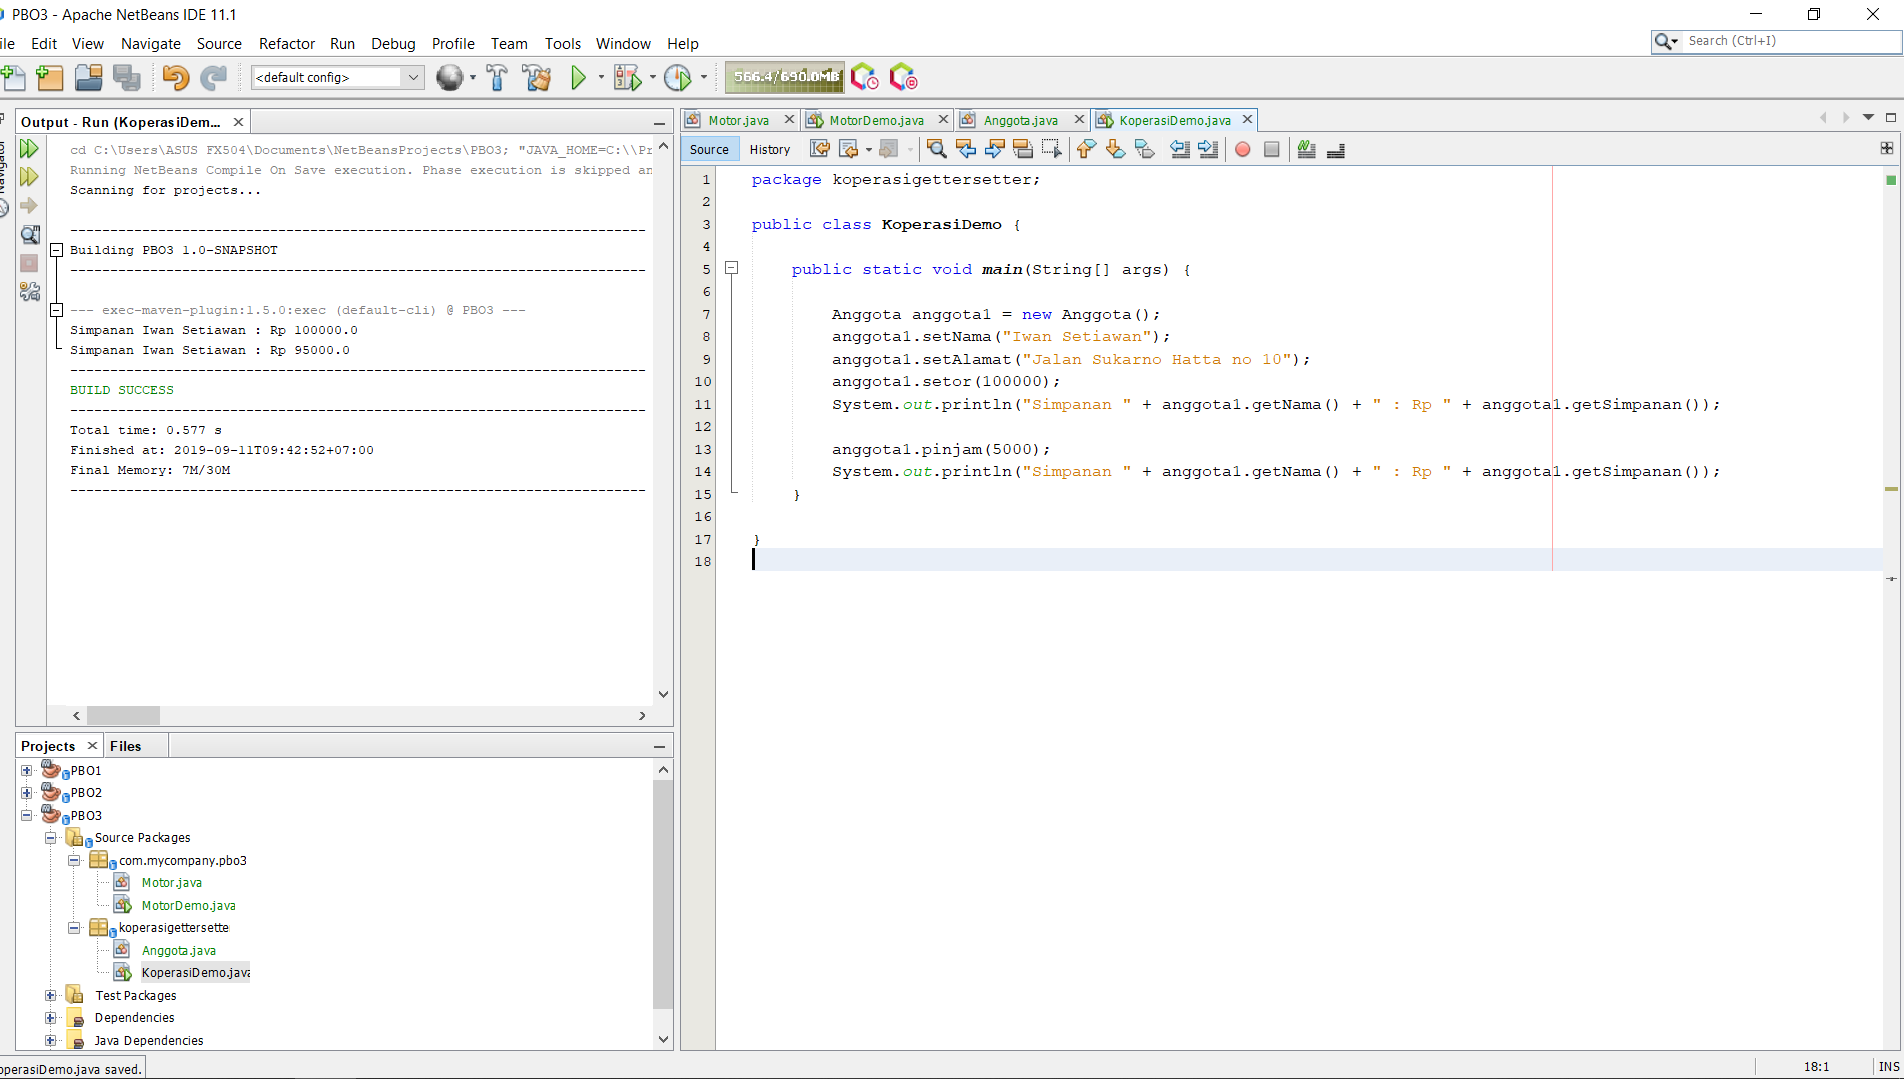 PBO3 - Apache NetBeans IDE 11.1
ile Edit View Navigate Source Refactor Run Debug Profile Team Tools Window Help
Search (Ctrl+I)
<default config>
566.4/690.0MB
Output - Run (KoperasiDem...
cd C:\Users\ASUS FX504\Documents\NetBeansProjects\PBO3; "JAVA_HOME=C:\\Pr
Running NetBeans Compile On Save execution. Phase execution is skipped an
Scanning for projects...
------------------------------------------------------------------------
Building PBO3 1.0-SNAPSHOT
------------------------------------------------------------------------
--- exec-maven-plugin:1.5.0:exec (default-cli) @ PBO3 ---
Simpanan Iwan Setiawan : Rp 100000.0
Simpanan Iwan Setiawan : Rp 95000.0
------------------------------------------------------------------------
BUILD SUCCESS
------------------------------------------------------------------------
Total time: 0.577 s
Finished at: 2019-09-11T09:42:52+07:00
Final Memory: 7M/30M
------------------------------------------------------------------------
Projects Files
PBO1
PBO2
PBO3
Source Packages
com.mycompany.pbo3
Motor.java
MotorDemo.java
koperasigettersette
Anggota.java
KoperasiDemo.java
Test Packages
Dependencies
Java Dependencies
Motor.java MotorDemo.java Anggota.java KoperasiDemo.java
Source History
1 package koperasigettersetter;
2
3 public class KoperasiDemo {
4
5 public static void main(String[] args) {
6
7 Anggota anggota1 = new Anggota();
8 anggota1.setNama("Iwan Setiawan");
9 anggota1.setAlamat("Jalan Sukarno Hatta no 10");
10 anggota1.setor(100000);
11 System.out.println("Simpanan " + anggota1.getNama() + " : Rp " + anggota1.getSimpanan());
12
13 anggota1.pinjam(5000);
14 System.out.println("Simpanan " + anggota1.getNama() + " : Rp " + anggota1.getSimpanan());
15 }
16
17 }
18
operasiDemo.java saved.
18:1 INS